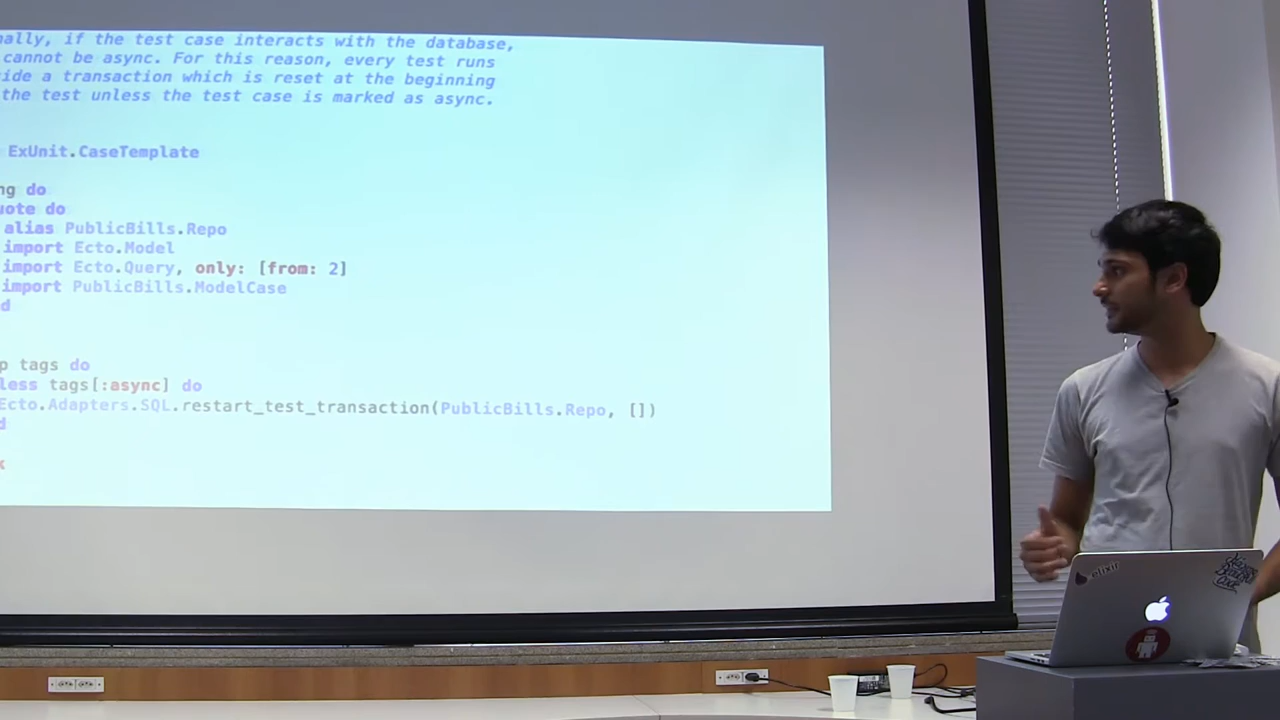 ally, if the test case interacts with the database,
cannot be async. For this reason, every test runs
ide a transaction which is reset at the beginning
the test unless the test case is marked as async.
ExUnit.CaseTemplate
ng do
uote do
alias PublicBills.Repo
import Ecto.Model
import Ecto.Query, only: [from: 2]
import PublicBills.ModelCase
d
p tags do
less tags[:async] do
Ecto.Adapters.SQL.restart_test_transaction(PublicBills.Repo, [])
d
k
elixir